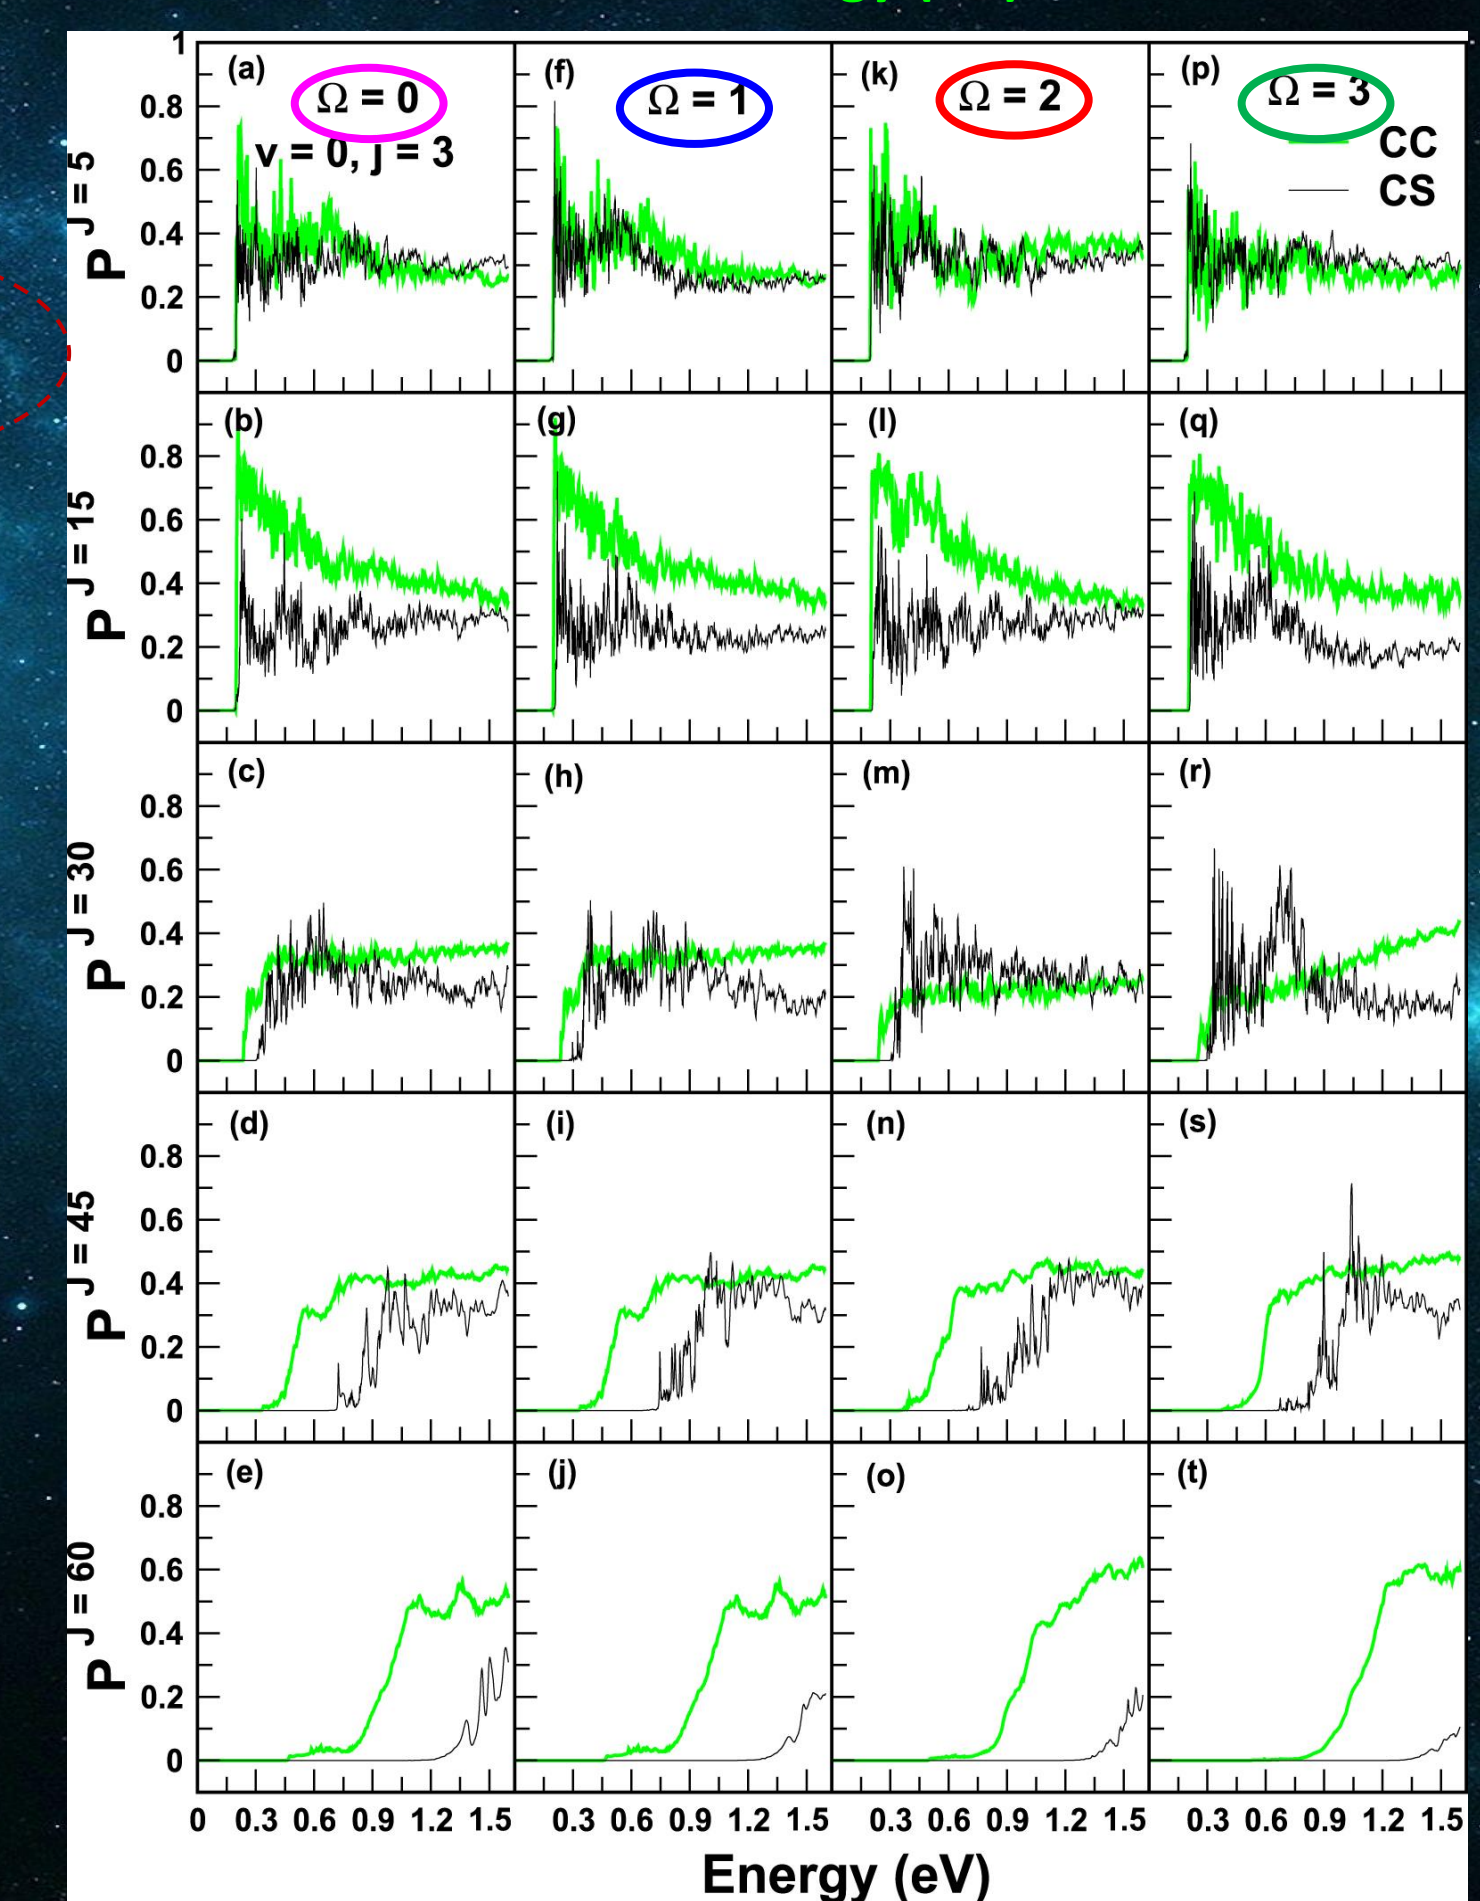 (a) (f) (k) (p)
Ω = 0 Ω = 1 Ω = 2 Ω = 3
v = 0, j = 3
CC
CS
1
0.8
0.6
0.4
0.2
0
P J = 5
(b) (g) (l) (q)
0.8
0.6
0.4
0.2
0
P J = 15
(c) (h) (m) (r)
0.8
0.6
0.4
0.2
0
P J = 30
(d) (i) (n) (s)
0.8
0.6
0.4
0.2
0
P J = 45
(e) (j) (o) (t)
0.8
0.6
0.4
0.2
0
P J = 60
0 0.3 0.6 0.9 1.2 1.5 0.3 0.6 0.9 1.2 1.5 0.3 0.6 0.9 1.2 1.5 0.3 0.6 0.9 1.2 1.5
Energy (eV)